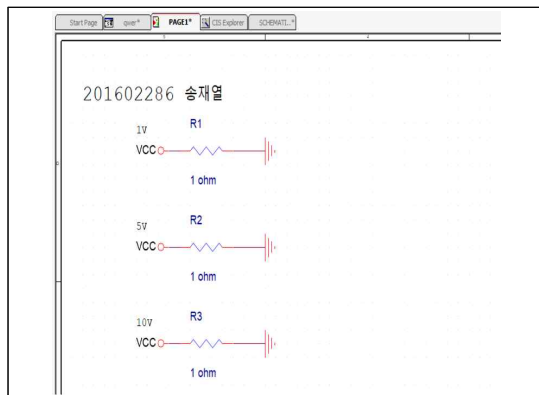 Start Page qwer* PAGE1* CIS Explorer SCHEMATI...*
201602286 송재열
1V
R1
VCC
1 ohm
5V
R2
VCC
1 ohm
10V
R3
VCC
1 ohm